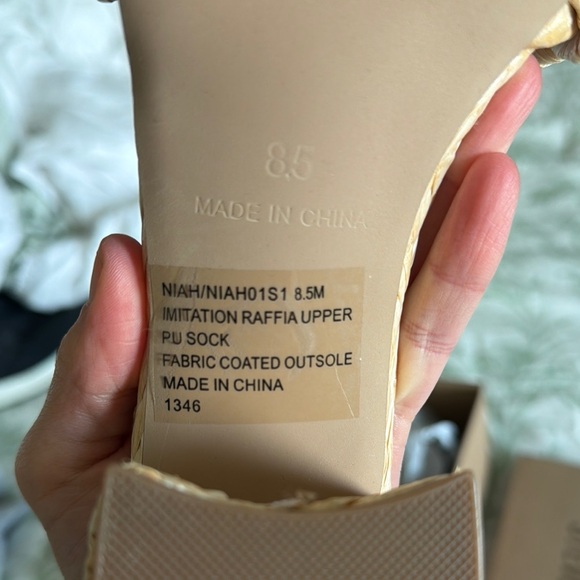 8.5
MADE IN CHINA
NIAH/NIAH01S1 8.5M
IMITATION RAFFIA UPPER
P.U SOCK
FABRIC COATED OUTSOLE
MADE IN CHINA
1346